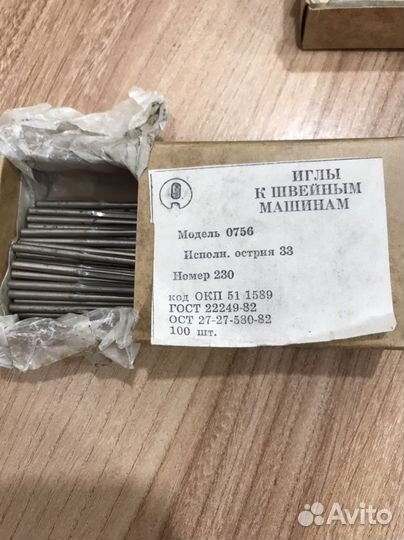 ИГЛЫ
К ШВЕЙНЫМ
МАШИНАМ
Модель 0756
Исполн. острия 33
Номер 230
код ОКП 51 1589
ГОСТ 22249-82
ОСТ 27-27-580-82
100 шт.
Avito